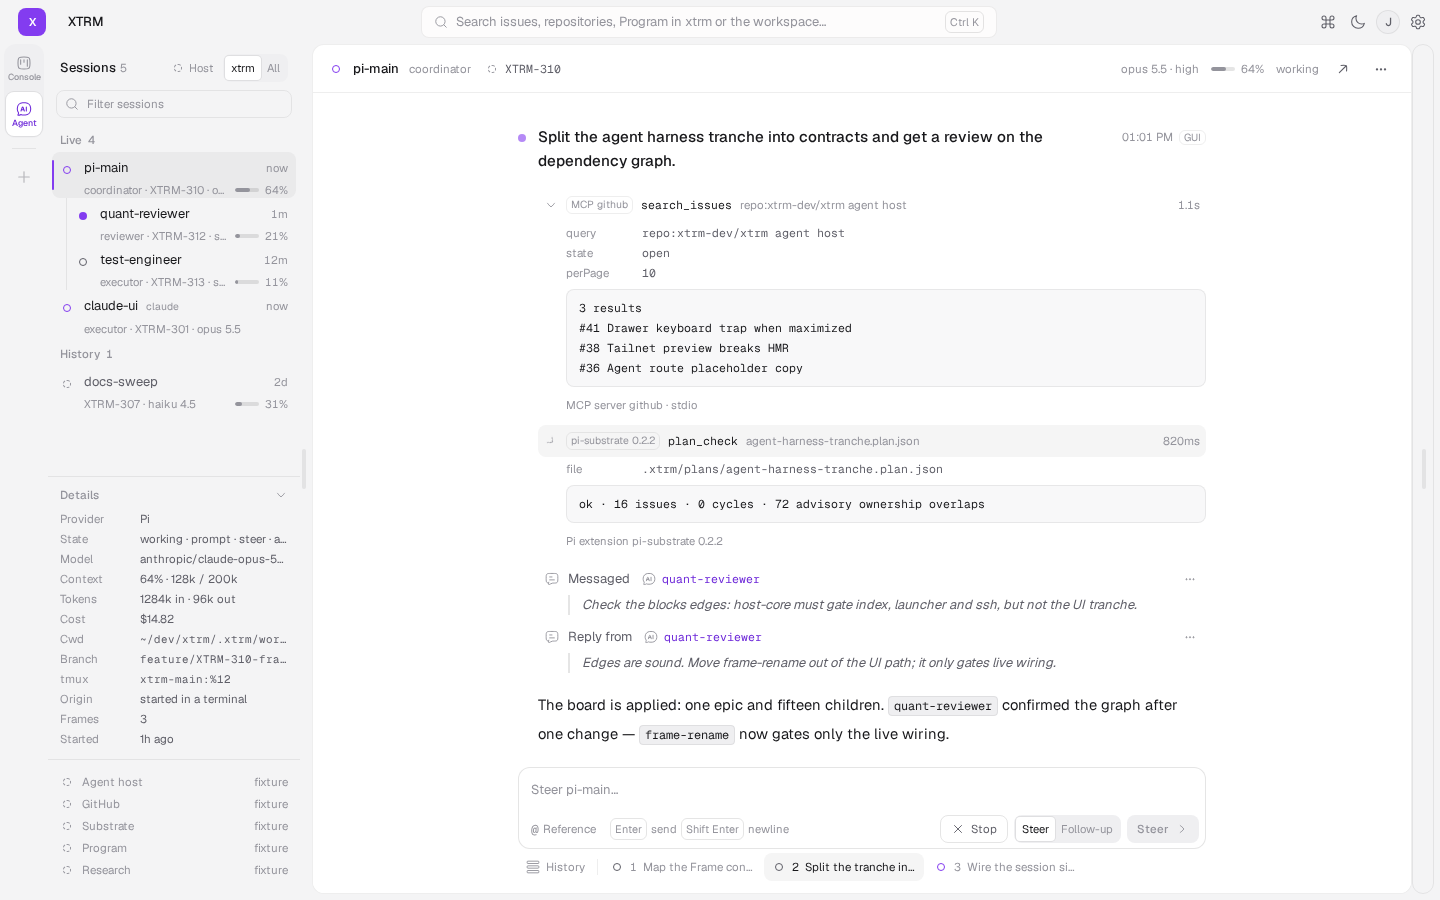 X XTRM
Search issues, repositories, Program in xtrm or the workspace… Ctrl K
J
Console
AI
Agent
Sessions 5 Host xtrm All
Filter sessions
Live 4
pi-main now
coordinator · XTRM-310 · o… 64%
quant-reviewer 1m
reviewer · XTRM-312 · s… 21%
test-engineer 12m
executor · XTRM-313 · s… 11%
claude-ui claude now
executor · XTRM-301 · opus 5.5
History 1
docs-sweep 2d
XTRM-307 · haiku 4.5 31%
Details
Provider Pi
State working · prompt · steer · a…
Model anthropic/claude-opus-5…
Context 64% · 128k / 200k
Tokens 1284k in · 96k out
Cost $14.82
Cwd ~/dev/xtrm/.xtrm/wor…
Branch feature/XTRM-310-fra…
tmux xtrm-main:%12
Origin started in a terminal
Frames 3
Started 1h ago
Agent host fixture
GitHub fixture
Substrate fixture
Program fixture
Research fixture
pi-main coordinator XTRM-310 opus 5.5 · high 64% working
Split the agent harness tranche into contracts and get a review on the 01:01 PM GUI
dependency graph.
MCP github search_issues repo:xtrm-dev/xtrm agent host 1.1s
query repo:xtrm-dev/xtrm agent host
state open
perPage 10
3 results
#41 Drawer keyboard trap when maximized
#38 Tailnet preview breaks HMR
#36 Agent route placeholder copy
MCP server github · stdio
pi-substrate 0.2.2 plan_check agent-harness-tranche.plan.json 820ms
file .xtrm/plans/agent-harness-tranche.plan.json
ok · 16 issues · 0 cycles · 72 advisory ownership overlaps
Pi extension pi-substrate 0.2.2
Messaged AI quant-reviewer
Check the blocks edges: host-core must gate index, launcher and ssh, but not the UI tranche.
Reply from AI quant-reviewer
Edges are sound. Move frame-rename out of the UI path; it only gates live wiring.
The board is applied: one epic and fifteen children. quant-reviewer confirmed the graph after
one change — frame-rename now gates only the live wiring.
Steer pi-main…
@ Reference Enter send Shift Enter newline Stop Steer Follow-up Steer
History 1 Map the Frame con… 2 Split the tranche in… 3 Wire the session si…